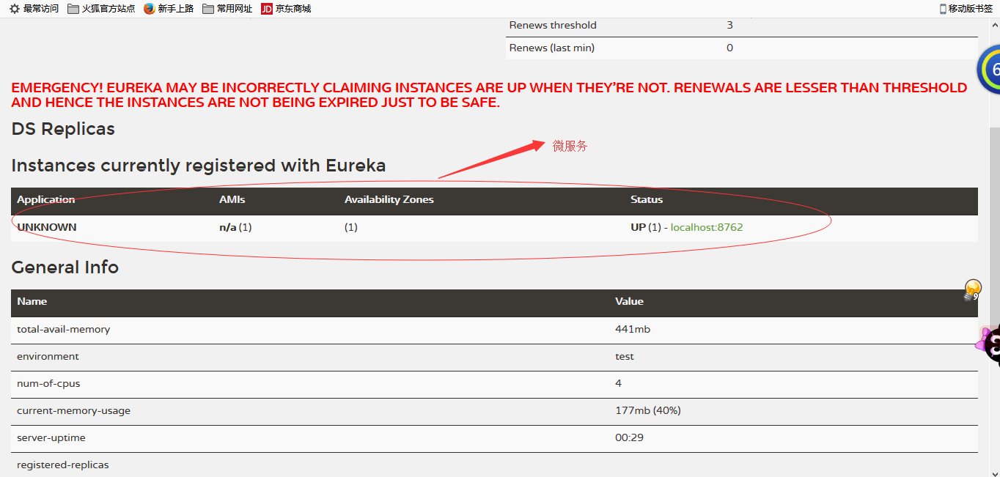 最常访问 火狐官方站点 新手上路 常用网址 JD 京东商城 移动版书签
Renews threshold 3
Renews (last min) 0
6
EMERGENCY! EUREKA MAY BE INCORRECTLY CLAIMING INSTANCES ARE UP WHEN THEY'RE NOT. RENEWALS ARE LESSER THAN THRESHOLD
AND HENCE THE INSTANCES ARE NOT BEING EXPIRED JUST TO BE SAFE.
DS Replicas
微服务
Instances currently registered with Eureka
Application AMIs Availability Zones Status
UNKNOWN n/a (1) (1) UP (1) - localhost:8762
General Info
Name Value
9
total-avail-memory 441mb
environment test
num-of-cpus 4
current-memory-usage 177mb (40%)
server-uptime 00:29
registered-replicas